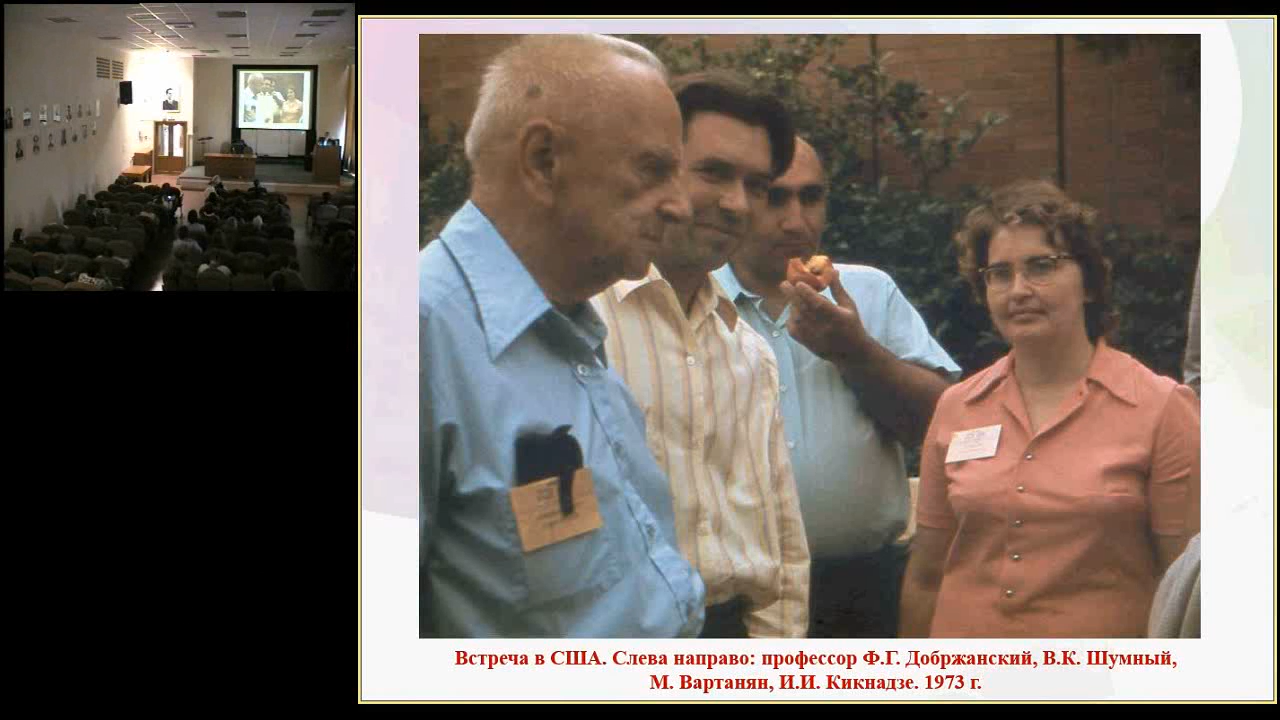 Встреча в США. Слева направо: профессор Ф.Г. Добржанский, В.К. Шумный,
М. Вартанян, И.И. Кикнадзе. 1973 г.